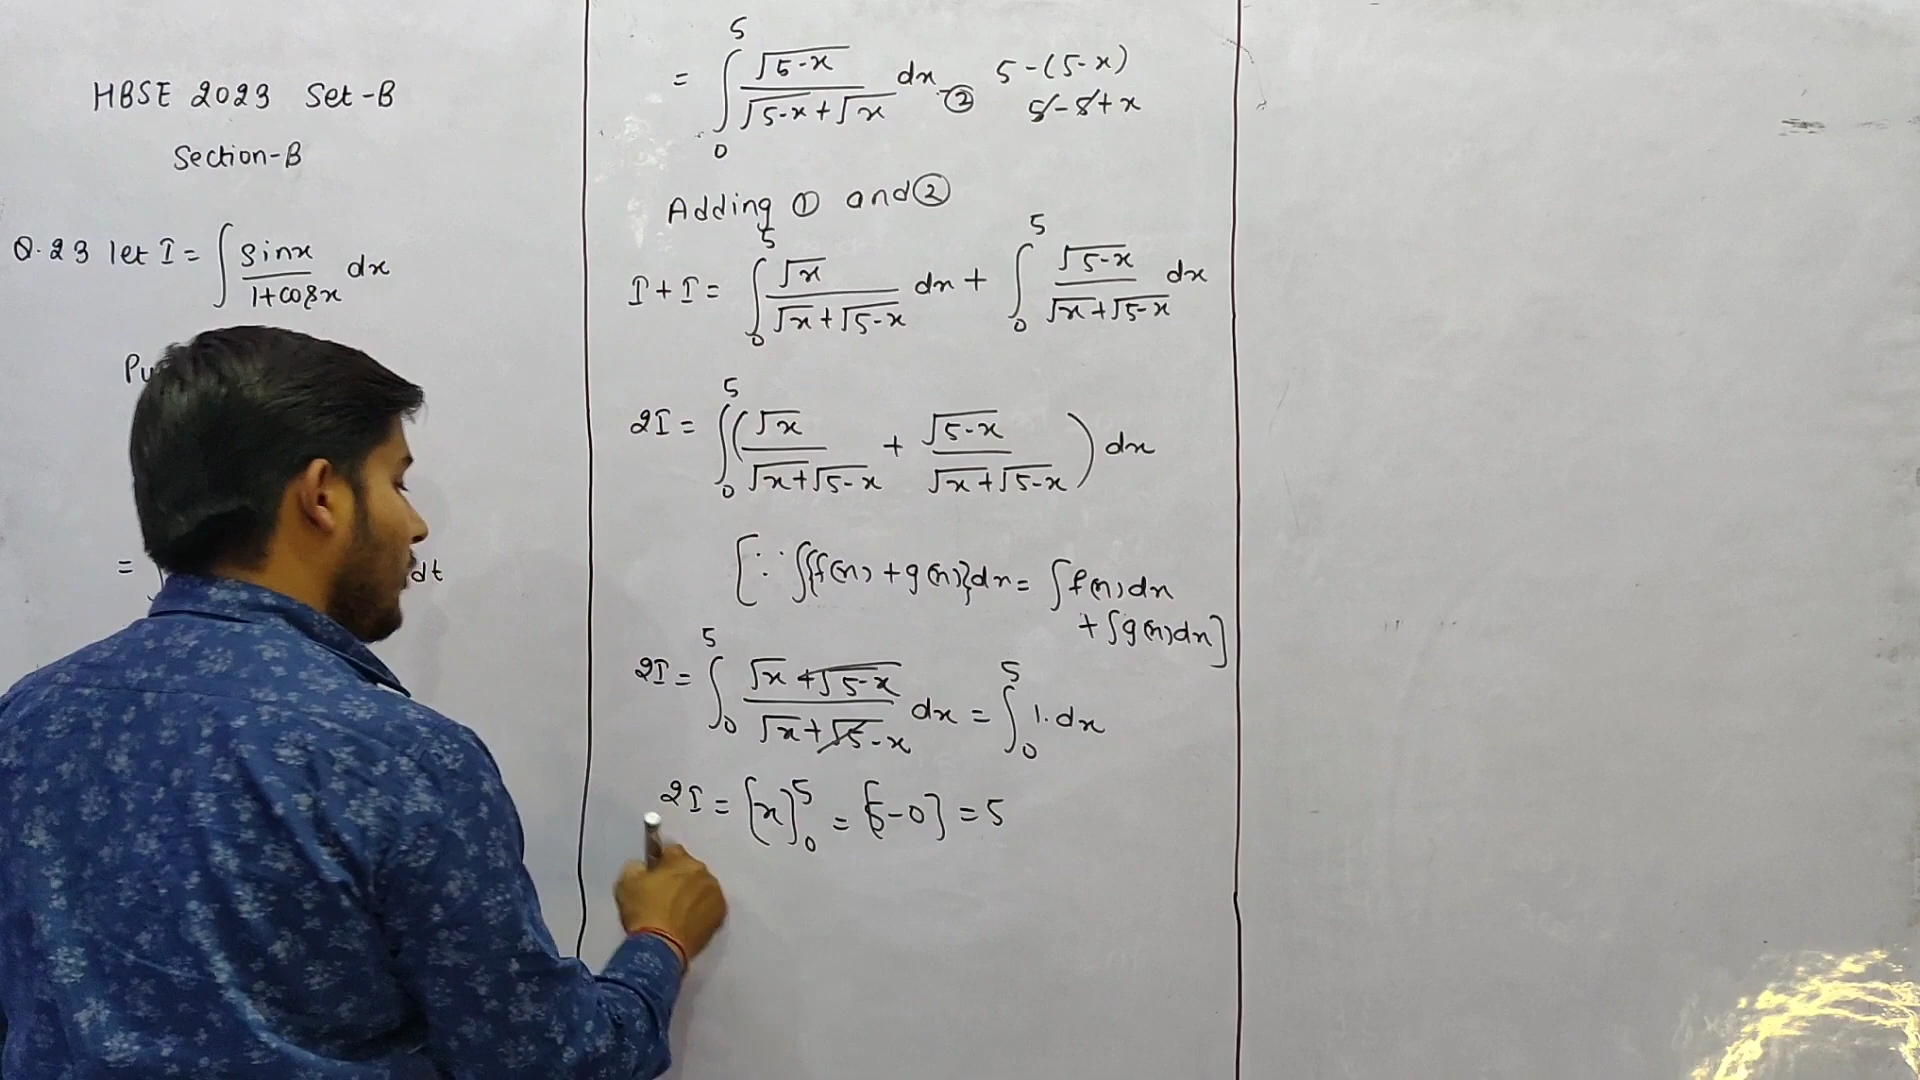 HBSE 2023 Set-B
Section-B
Q.23 let I = ∫ sinx/1+cosx dx
= dt
= ∫₀⁵ √5-x/√5-x+√x dx -② 5-(5-x)
5-5+x
Adding ① and ②
I+I = ∫₀⁵ √x/√x+√5-x dx + ∫₀⁵ √5-x/√x+√5-x dx
2I = ∫₀⁵ (√x/√x+√5-x + √5-x/√x+√5-x) dx
[∵ ∫{f(x)+g(x)}dx = ∫f(x)dx
+∫g(x)dx]
2I = ∫₀⁵ √x+√5-x/√x+√5-x dx = ∫₀⁵ 1.dx
2I = [x]₀⁵ = [5-0] = 5